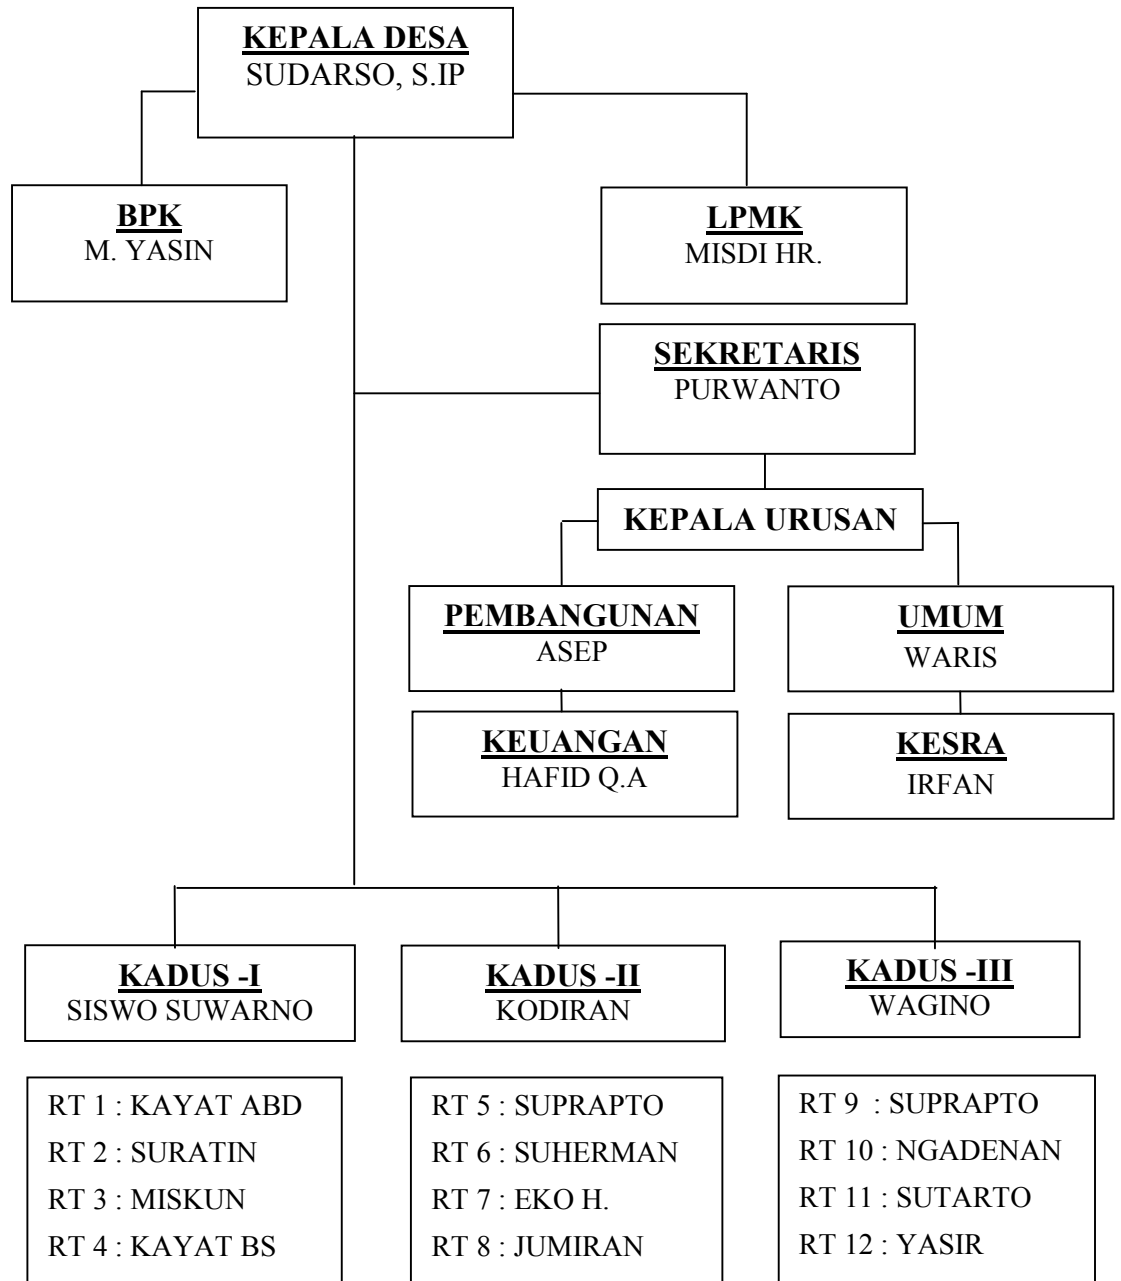 KEPALA DESA
SUDARSO, S.IP
BPK
M. YASIN
LPMK
MISDI HR.
SEKRETARIS
PURWANTO
KEPALA URUSAN
PEMBANGUNAN
ASEP
UMUM
WARIS
KEUANGAN
HAFID Q.A
KESRA
IRFAN
KADUS -I
SISWO SUWARNO
KADUS -II
KODIRAN
KADUS -III
WAGINO
RT 1 : KAYAT ABD
RT 2 : SURATIN
RT 3 : MISKUN
RT 4 : KAYAT BS
RT 5 : SUPRAPTO
RT 6 : SUHERMAN
RT 7 : EKO H.
RT 8 : JUMIRAN
RT 9 : SUPRAPTO
RT 10 : NGADENAN
RT 11 : SUTARTO
RT 12 : YASIR